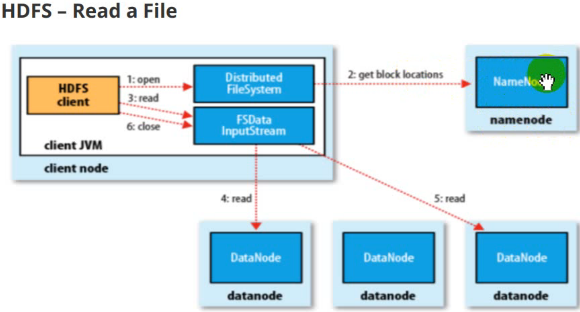 HDFS – Read a File
HDFS
client
1: open
3: read
6: close
Distributed
FileSystem
FSData
InputStream
client JVM
client node
2: get block locations
namenode
4: read
5: read
DataNode
datanode
DataNode
datanode
DataNode
datanode